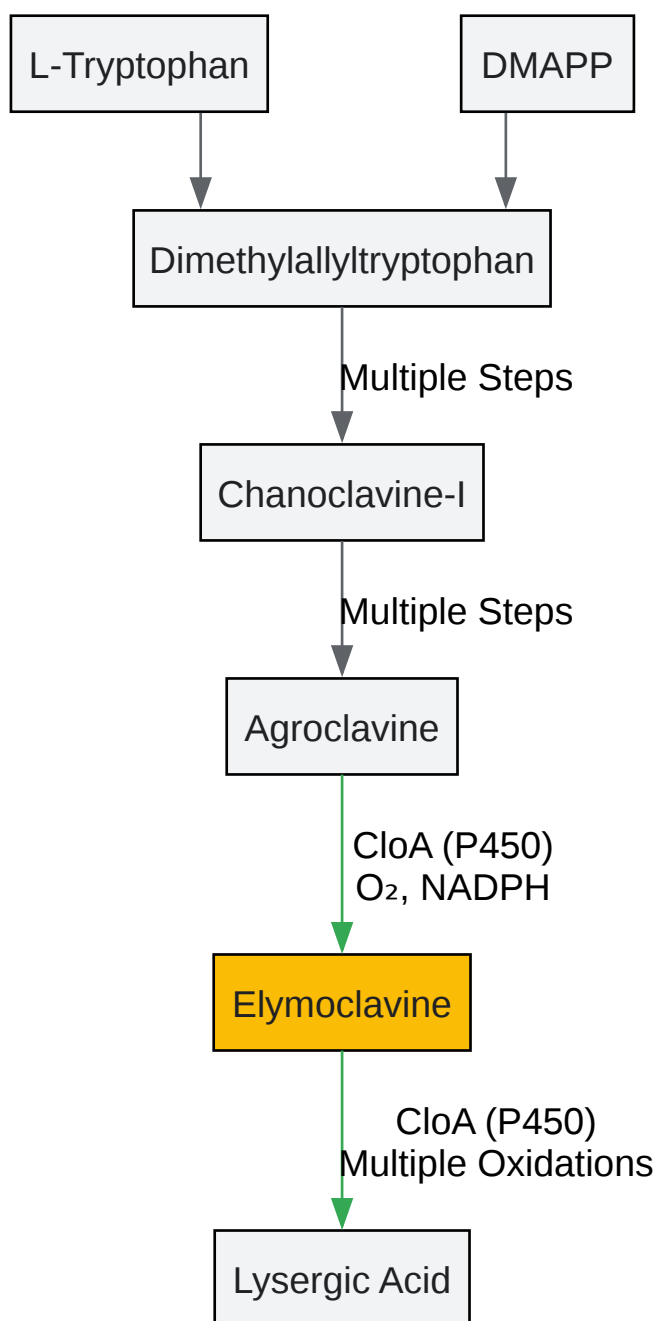 L-Tryptophan
DMAPP
Dimethylallyltryptophan
Multiple Steps
Chanoclavine-I
Multiple Steps
Agroclavine
CloA (P450)
O₂, NADPH
Elymoclavine
CloA (P450)
Multiple Oxidations
Lysergic Acid